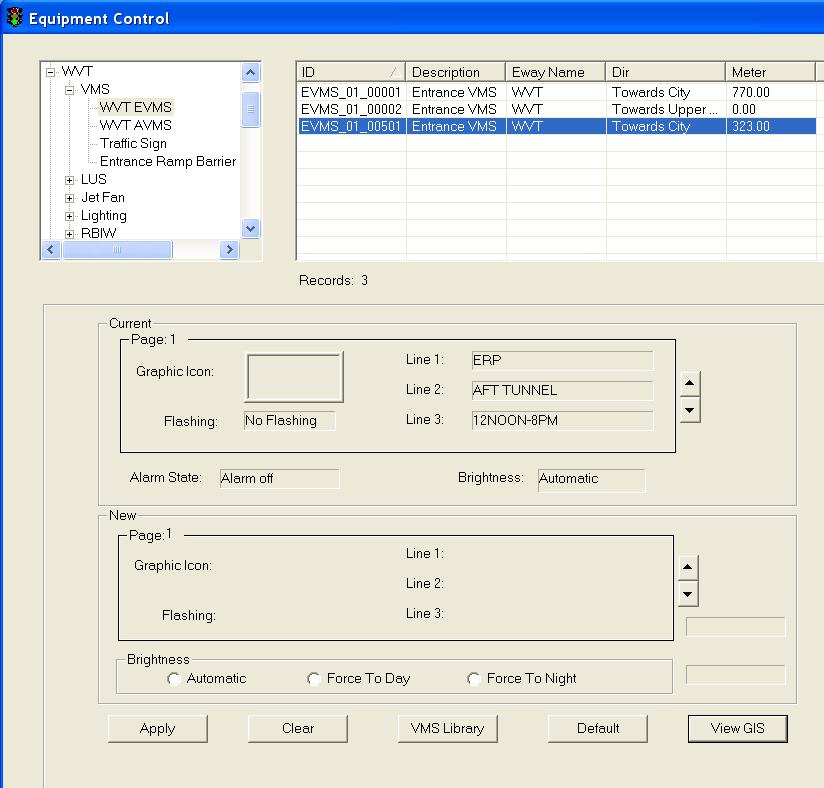 Equipment Control
WVT
VMS
WVT EVMS
WVT AVMS
Traffic Sign
Entrance Ramp Barrier
LUS
Jet Fan
Lighting
RBIW
ID Description Eway Name Dir Meter
EVMS_01_00001 Entrance VMS WVT Towards City 770.00
EVMS_01_00002 Entrance VMS WVT Towards Upper ... 0.00
EVMS_01_00501 Entrance VMS WVT Towards City 323.00
Records: 3
Current
Page: 1
Graphic Icon:
Line 1: ERP
Line 2: AFT TUNNEL
Flashing: No Flashing
Line 3: 12NOON-8PM
Alarm State: Alarm off
Brightness: Automatic
New
Page: 1
Graphic Icon:
Line 1:
Line 2:
Flashing:
Line 3:
Brightness
Automatic Force To Day Force To Night
Apply Clear VMS Library Default View GIS